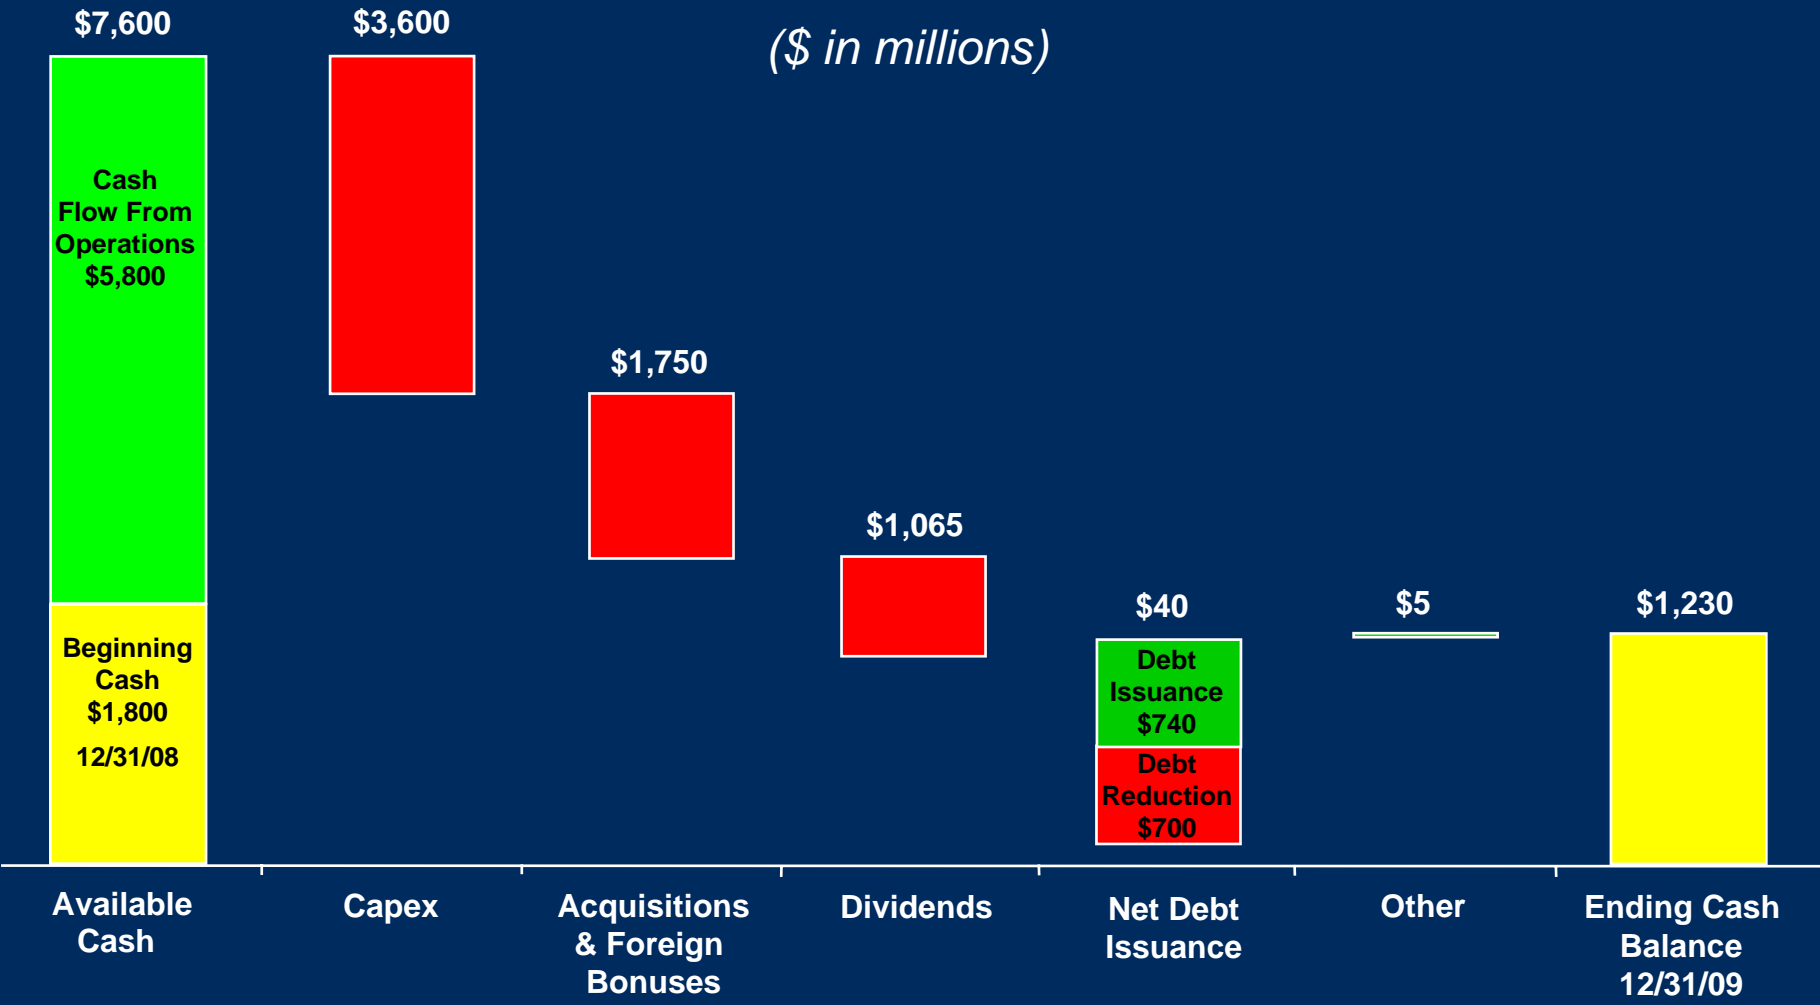 ($ in millions)
$7,600
Cash
Flow From
Operations
$5,800
Beginning
Cash
$1,800
12/31/08
$3,600
$1,750
$1,065
$40
Debt
Issuance
$740
Debt
Reduction
$700
$5
$1,230
Available
Cash
Capex
Acquisitions
& Foreign
Bonuses
Dividends
Net Debt
Issuance
Other
Ending Cash
Balance
12/31/09